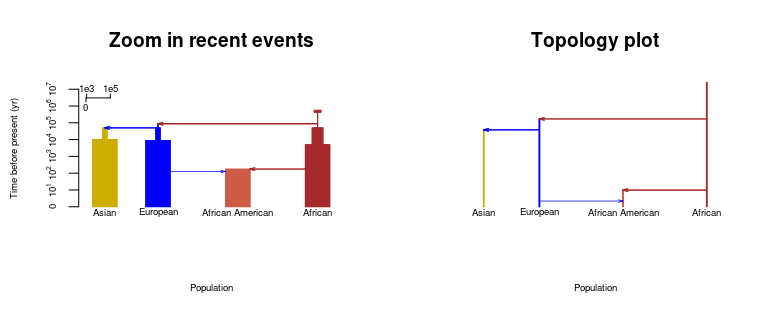 Zoom in recent events
Topology plot
Time before present (yr)
10⁷
10⁶
10⁵
10⁴
10³
10²
10¹
0
1e3 1e5
0
Asian European African American African
Asian European African American African
Population
Population